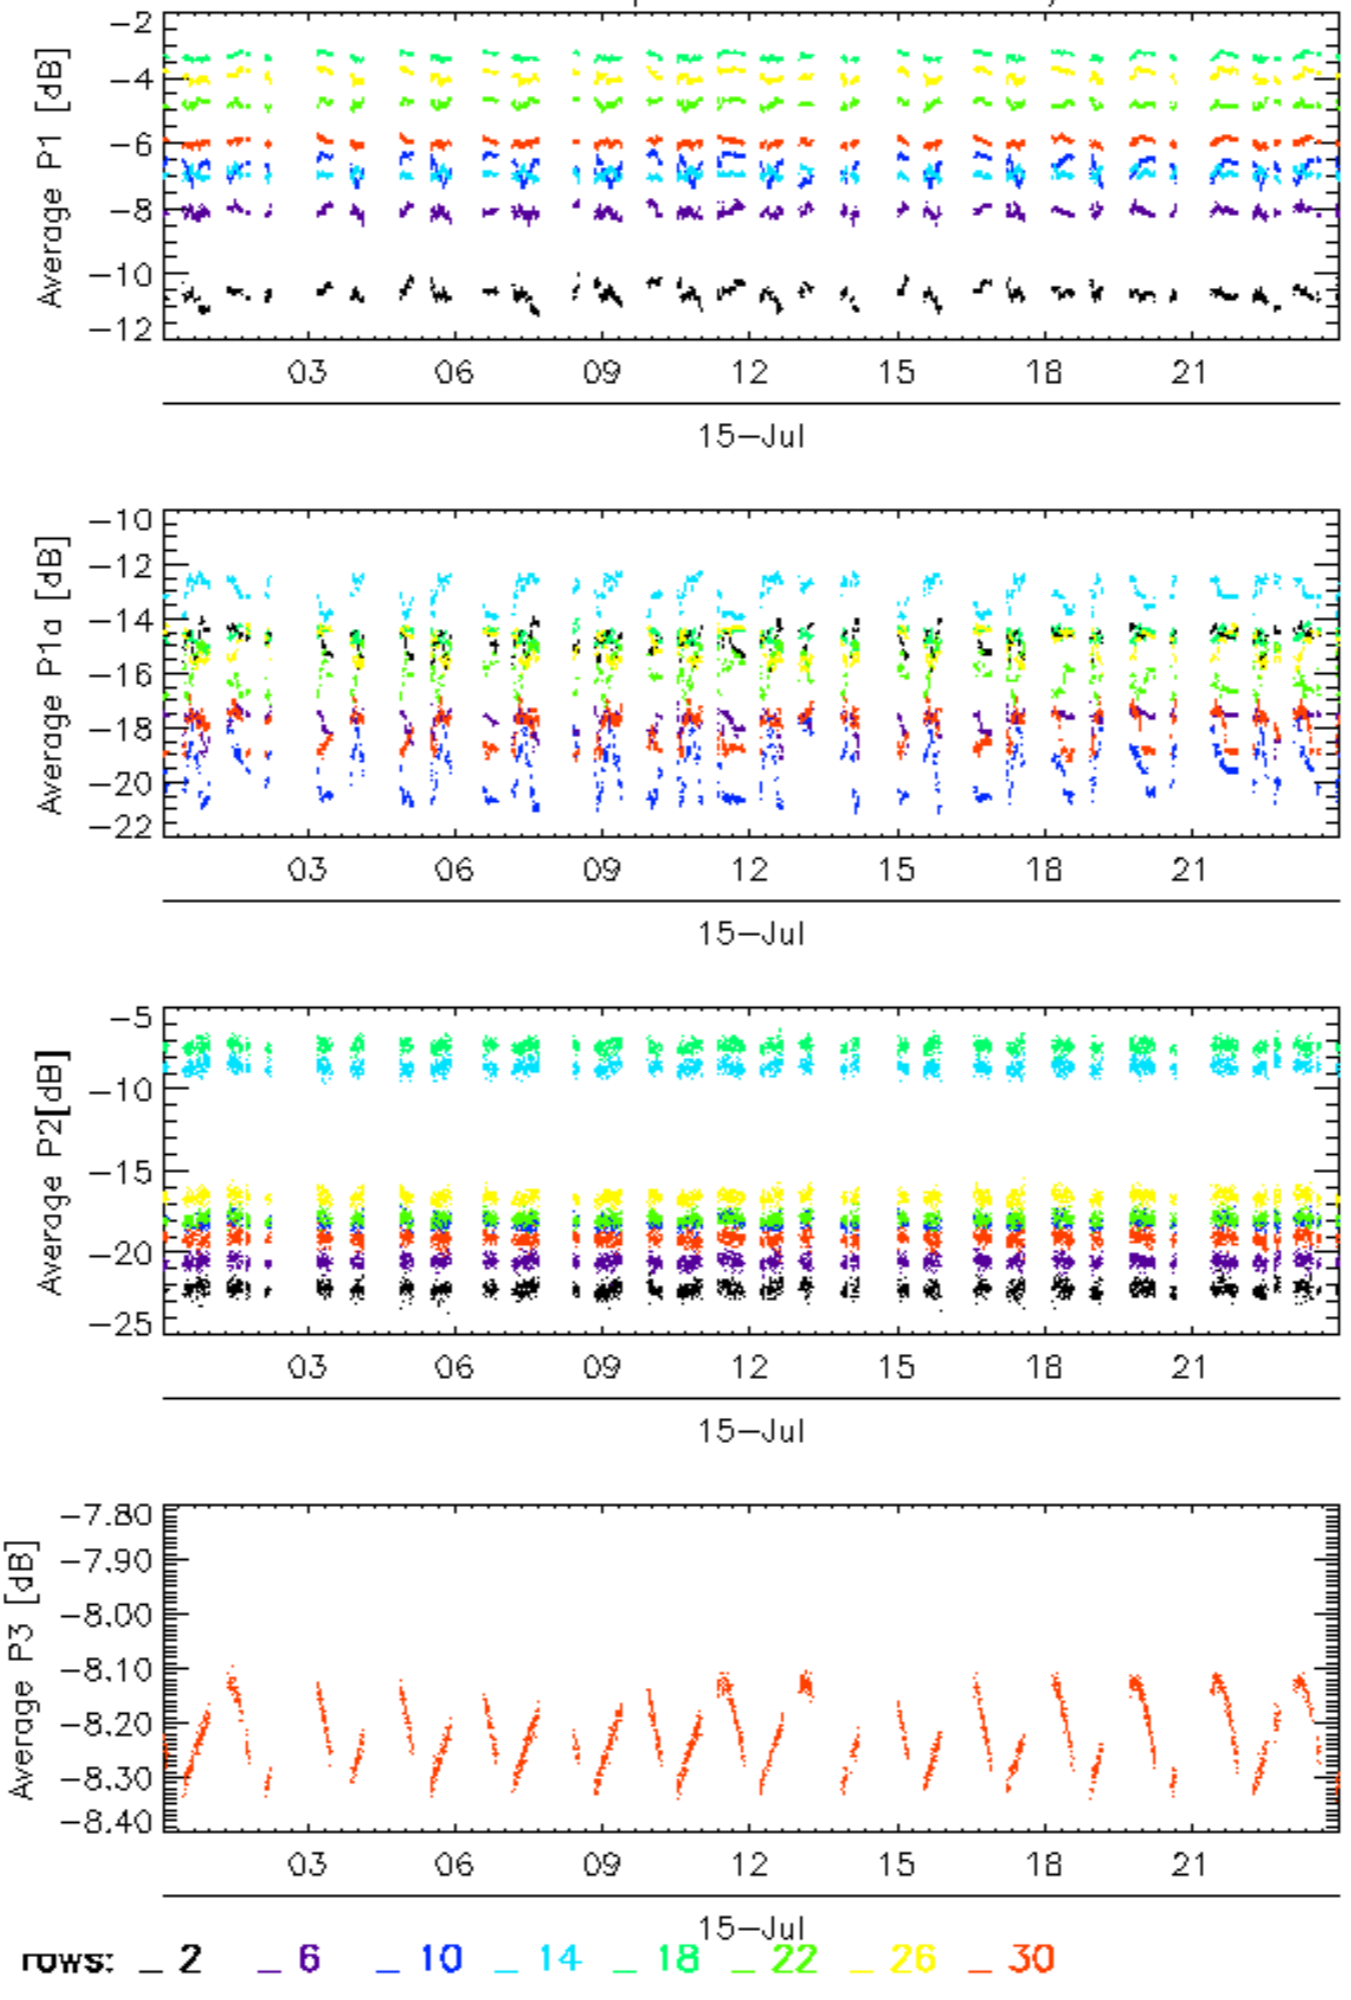 Average P1 [dB]
−2
−4
−6
−8
−10
−12
03 06 09 12 15 18 21
15−Jul
Average P1a [dB]
−10
−12
−14
−16
−18
−20
−22
03 06 09 12 15 18 21
15−Jul
Average P2[dB]
−5
−10
−15
−20
−25
03 06 09 12 15 18 21
15−Jul
Average P3 [dB]
−7.80
−7.90
−8.00
−8.10
−8.20
−8.30
−8.40
03 06 09 12 15 18 21
15−Jul
rows: _ 2 _ 6 _ 10 _ 14 _ 18 _ 22 _ 26 _ 30